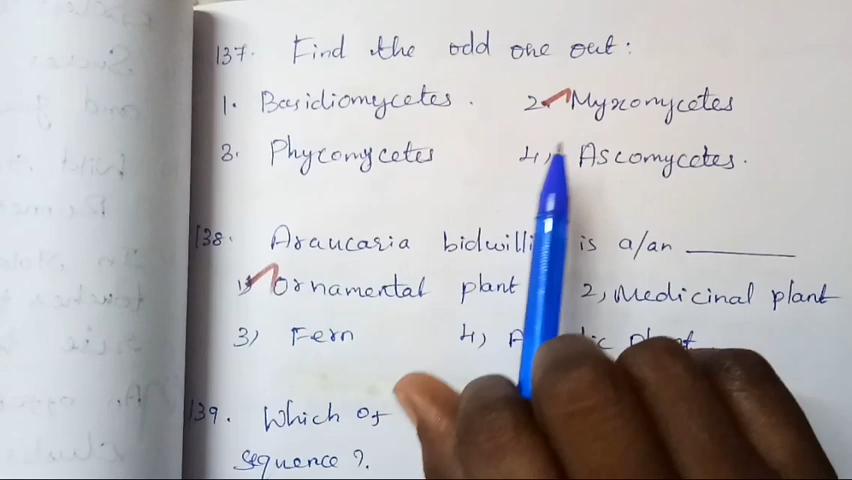 137. Find the odd one out:
1. Basidiomycetes. 2. Myxomycetes
3. Phycomycetes 4, Ascomycetes.
138. Araucaria bidwilli is a/an ________
1) Ornamental plant 2, Medicinal plant
3) Fern 4, plant
139. Which of
sequence?.